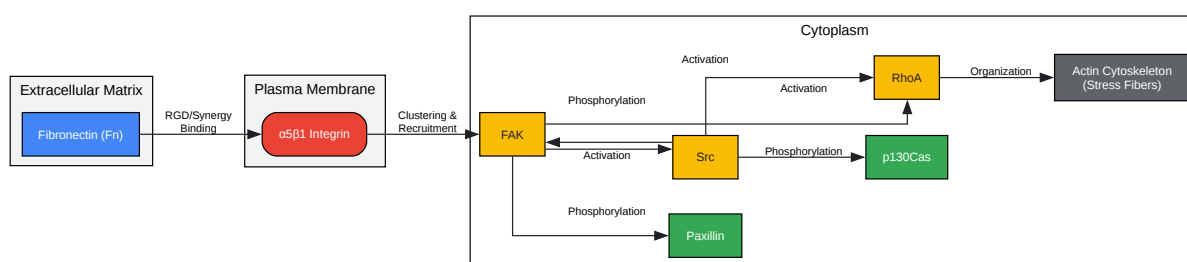 Cytoplasm
Extracellular Matrix
Fibronectin (Fn)
RGD/Synergy
Binding
Plasma Membrane
α5β1 Integrin
Clustering &
Recruitment
FAK
Phosphorylation
Activation
Activation
Activation
Src
Phosphorylation
p130Cas
RhoA
Organization
Actin Cytoskeleton
(Stress Fibers)
Phosphorylation
Paxillin